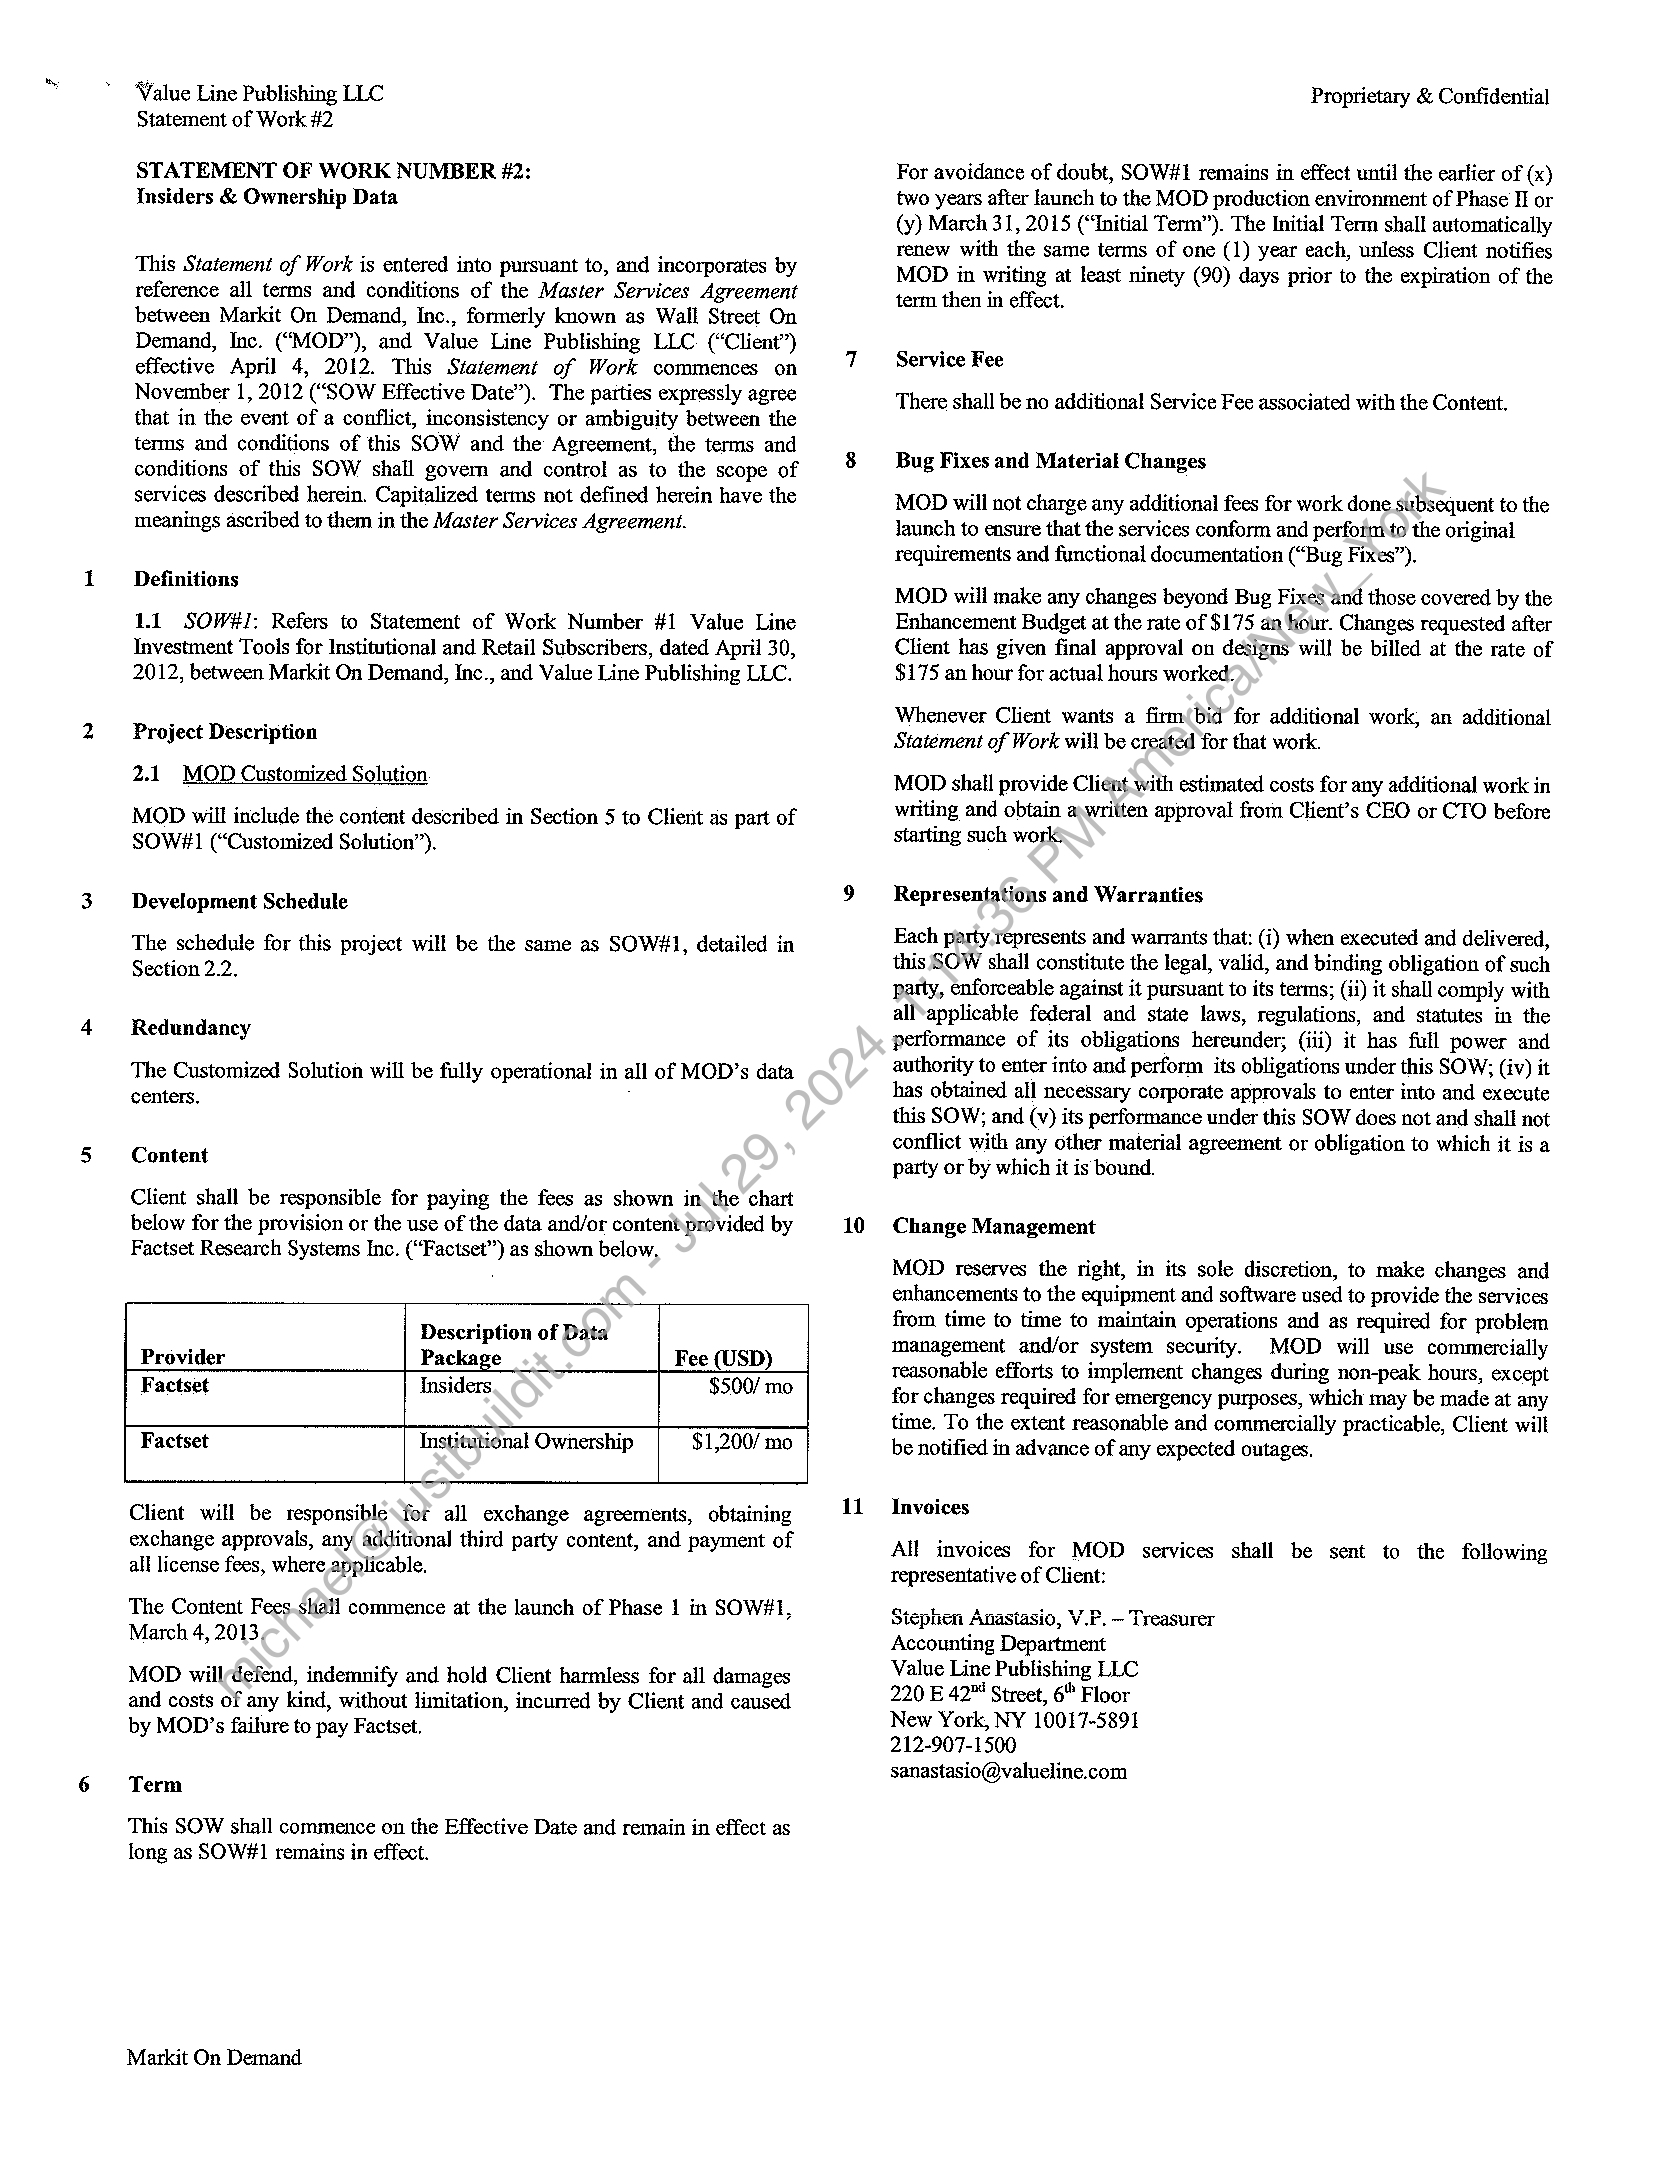 Value Line Publishing LLC
Statement of Work #2
Proprietary & Confidential
STATEMENT OF WORK NUMBER #2:
Insiders & Ownership Data
This Statement of Work is entered into pursuant to, and incorporates by
reference all terms and conditions of the Master Services Agreement
between Markit On Demand, Inc., formerly known as Wall Street On
Demand, Inc. (“MOD”), and Value Line Publishing LLC (“Client”)
effective April 4, 2012. This Statement of Work commences on
November 1, 2012 (“SOW Effective Date”). The parties expressly agree
that in the event of a conflict, inconsistency or ambiguity between the
terms and conditions of this SOW and the Agreement, the terms and
conditions of this SOW shall govern and control as to the scope of
services described herein. Capitalized terms not defined herein have the
meanings ascribed to them in the Master Services Agreement.
1 Definitions
1.1 SOW#1: Refers to Statement of Work Number #1 Value Line
Investment Tools for Institutional and Retail Subscribers, dated April 30,
2012, between Markit On Demand, Inc., and Value Line Publishing LLC.
2 Project Description
2.1 MOD Customized Solution
MOD will include the content described in Section 5 to Client as part of
SOW#1 (“Customized Solution”).
3 Development Schedule
The schedule for this project will be the same as SOW#1, detailed in
Section 2.2.
4 Redundancy
The Customized Solution will be fully operational in all of MOD’s data
centers.
5 Content
Client shall be responsible for paying the fees as shown in the chart
below for the provision or the use of the data and/or content provided by
Factset Research Systems Inc. (“Factset”) as shown below.
Provider Description of Data Package Fee (USD)
Factset Insiders $500/ mo
Factset Institutional Ownership $1,200/ mo
Client will be responsible for all exchange agreements, obtaining
exchange approvals, any additional third party content, and payment of
all license fees, where applicable.
The Content Fees shall commence at the launch of Phase 1 in SOW#1,
March 4, 2013.
MOD will defend, indemnify and hold Client harmless for all damages
and costs of any kind, without limitation, incurred by Client and caused
by MOD’s failure to pay Factset.
6 Term
This SOW shall commence on the Effective Date and remain in effect as
long as SOW#1 remains in effect.
For avoidance of doubt, SOW#1 remains in effect until the earlier of (x)
two years after launch to the MOD production environment of Phase II or
(y) March 31, 2015 (“Initial Term”). The Initial Term shall automatically
renew with the same terms of one (1) year each, unless Client notifies
MOD in writing at least ninety (90) days prior to the expiration of the
term then in effect.
7 Service Fee
There shall be no additional Service Fee associated with the Content.
8 Bug Fixes and Material Changes
MOD will not charge any additional fees for work done subsequent to the
launch to ensure that the services conform and perform to the original
requirements and functional documentation (“Bug Fixes”).
MOD will make any changes beyond Bug Fixes and those covered by the
Enhancement Budget at the rate of $175 an hour. Changes requested after
Client has given final approval on designs will be billed at the rate of
$175 an hour for actual hours worked.
Whenever Client wants a firm bid for additional work, an additional
Statement of Work will be created for that work.
MOD shall provide Client with estimated costs for any additional work in
writing and obtain a written approval from Client’s CEO or CTO before
starting such work.
9 Representations and Warranties
Each party represents and warrants that: (i) when executed and delivered,
this SOW shall constitute the legal, valid, and binding obligation of such
party, enforceable against it pursuant to its terms; (ii) it shall comply with
all applicable federal and state laws, regulations, and statutes in the
performance of its obligations hereunder; (iii) it has full power and
authority to enter into and perform its obligations under this SOW; (iv) it
has obtained all necessary corporate approvals to enter into and execute
this SOW; and (v) its performance under this SOW does not and shall not
conflict with any other material agreement or obligation to which it is a
party or by which it is bound.
10 Change Management
MOD reserves the right, in its sole discretion, to make changes and
enhancements to the equipment and software used to provide the services
from time to time to maintain operations and as required for problem
management and/or system security. MOD will use commercially
reasonable efforts to implement changes during non-peak hours, except
for changes required for emergency purposes, which may be made at any
time. To the extent reasonable and commercially practicable, Client will
be notified in advance of any expected outages.
11 Invoices
All invoices for MOD services shall be sent to the following
representative of Client:
Stephen Anastasio, V.P. – Treasurer
Accounting Department
Value Line Publishing LLC
220 E 42nd Street, 6th Floor
New York, NY 10017-5891
212-907-1500
sanastasio@valueline.com
Markit On Demand
michael@justbuildit.com - Jul 29, 2024, 1:14:36 PM America/New_York